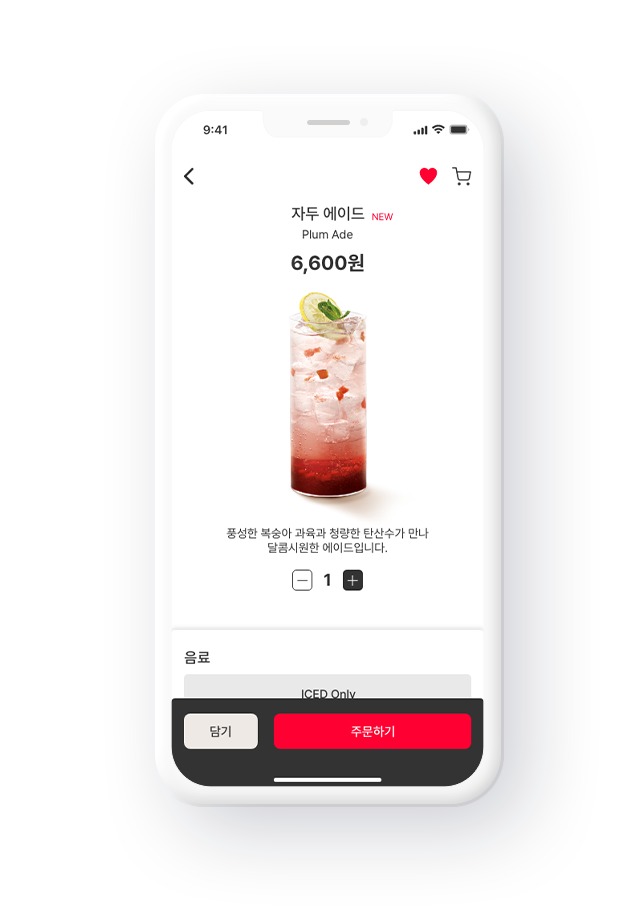 9:41
자두 에이드 NEW
Plum Ade
6,600원
풍성한 복숭아 과육과 청량한 탄산수가 만나
달콤시원한 에이드입니다.
1
음료
ICED Only
담기
주문하기